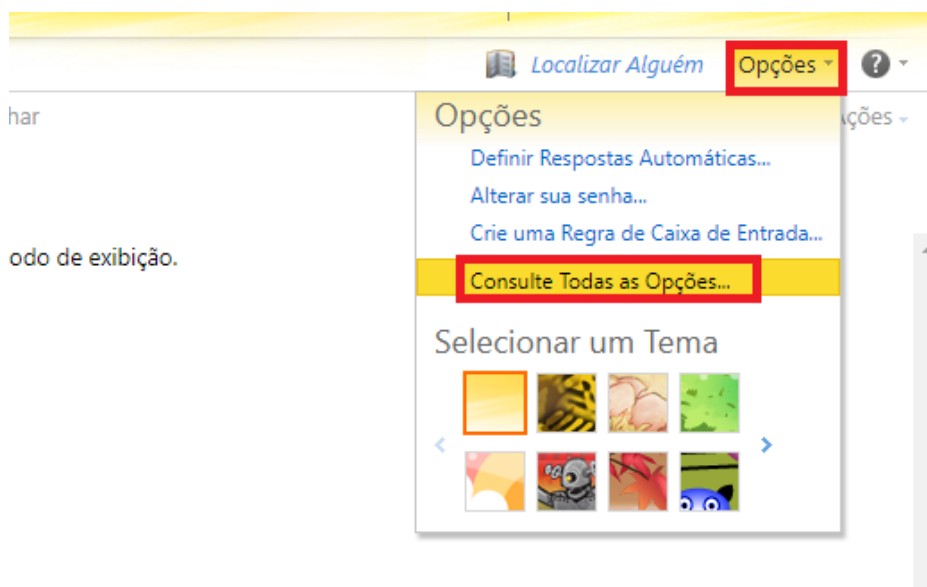 Localizar Alguém Opções ?
har
Opções
ções
Definir Respostas Automáticas...
Alterar sua senha...
Crie uma Regra de Caixa de Entrada...
odo de exibição.
Consulte Todas as Opções...
Selecionar um Tema